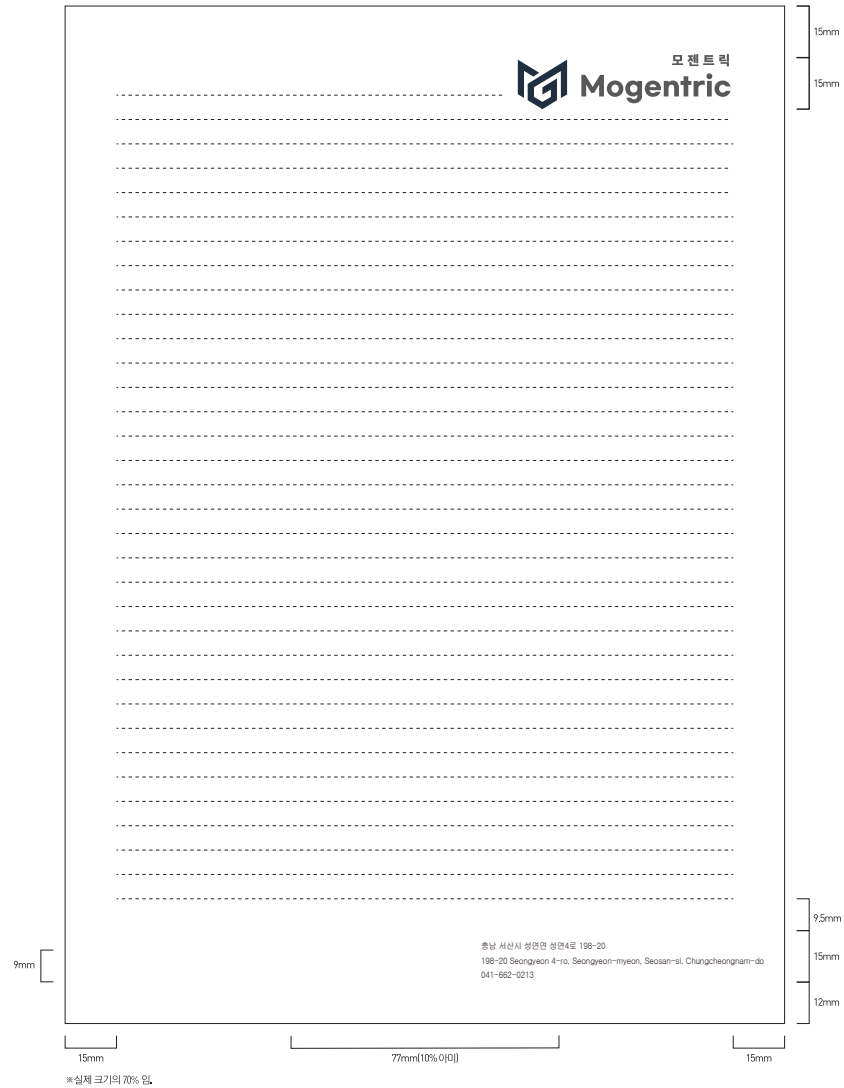 15mm
모젠트릭
Mogentric
15mm
9.5mm
충남 서산시 성연면 성연4로 198-20
198-20 Seongyeon 4-ro, Seongyeon-myeon, Seosan-si, Chungcheongnam-do
041-662-0213
15mm
9mm
12mm
15mm
77mm(10% 아미)
15mm
※실제 크기의 70% 임.